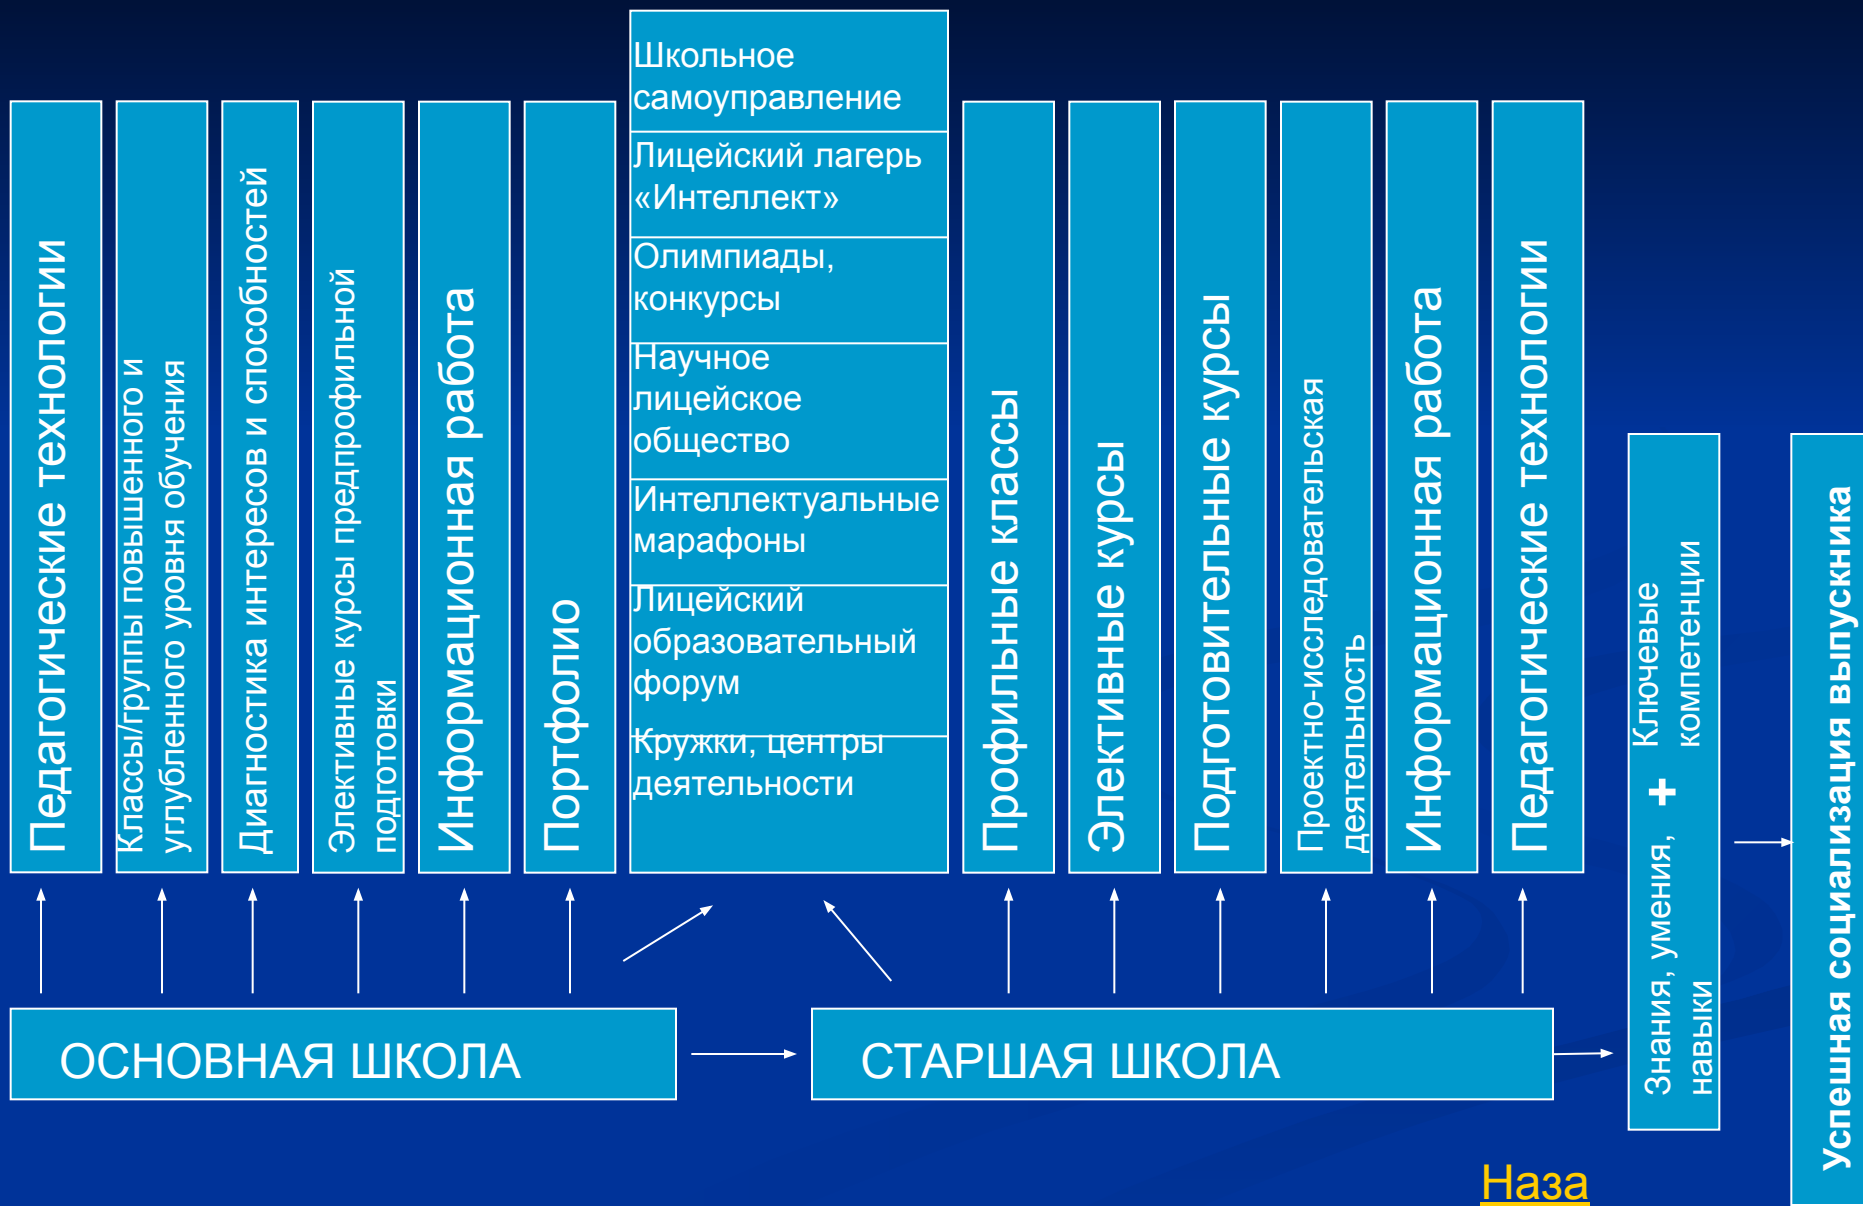 Педагогические технологии
Классы/группы повышенного и
углубленного уровня обучения
Диагностика интересов и способностей
Элективные курсы предпрофильной
подготовки
Информационная работа
Портфолио
Школьное
самоуправление
Лицейский лагерь
«Интеллект»
Олимпиады,
конкурсы
Научное
лицейское
общество
Интеллектуальные
марафоны
Лицейский
образовательный
форум
Кружки, центры
деятельности
Профильные классы
Элективные курсы
Подготовительные курсы
Проектно-исследовательская
деятельность
Информационная работа
Педагогические технологии
ОСНОВНАЯ ШКОЛА
СТАРШАЯ ШКОЛА
Знания, умения, + Ключевые
навыки компетенции
Успешная социализация выпускника
Наза